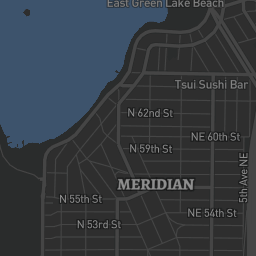 East Green Lake Beach
Tsui Sushi Bar
N 62nd St
NE 60th St
N 59th St
MERIDIAN
5th Ave NE
N 55th St
NE 54th St
N 53rd St